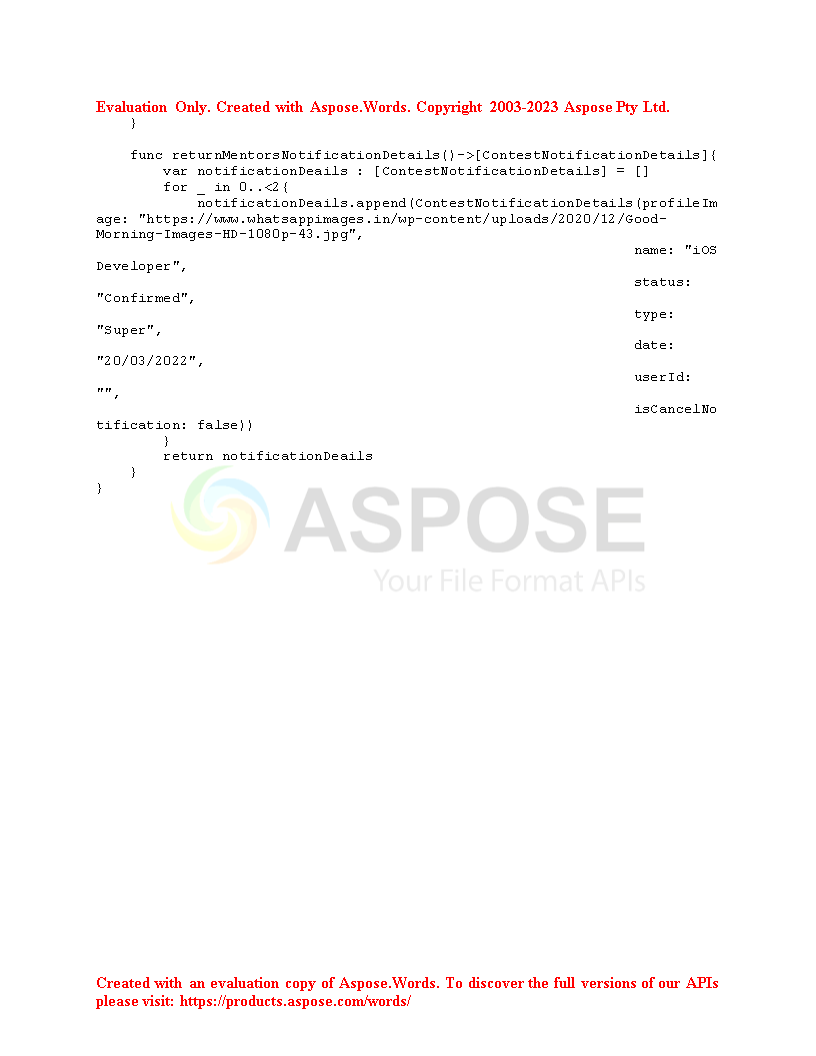 Evaluation Only. Created with Aspose.Words. Copyright 2003-2023 Aspose Pty Ltd.
    }
    func returnMentorsNotificationDetails()->[ContestNotificationDetails]{
        var notificationDeails : [ContestNotificationDetails] = []
        for _ in 0..<2{
            notificationDeails.append(ContestNotificationDetails(profileIm
age: "https://www.whatsappimages.in/wp-content/uploads/2020/12/Good-
Morning-Images-HD-1080p-43.jpg",
                                                                name: "iOS
Developer",
                                                                status:
"Confirmed",
                                                                type:
"Super",
                                                                date:
"20/03/2022",
                                                                userId:
"",
                                                                isCancelNo
tification: false))
        }
        return notificationDeails
    }
}
ASPOSE
Your File Format APIs
Created with an evaluation copy of Aspose.Words. To discover the full versions of our APIs
please visit: https://products.aspose.com/words/